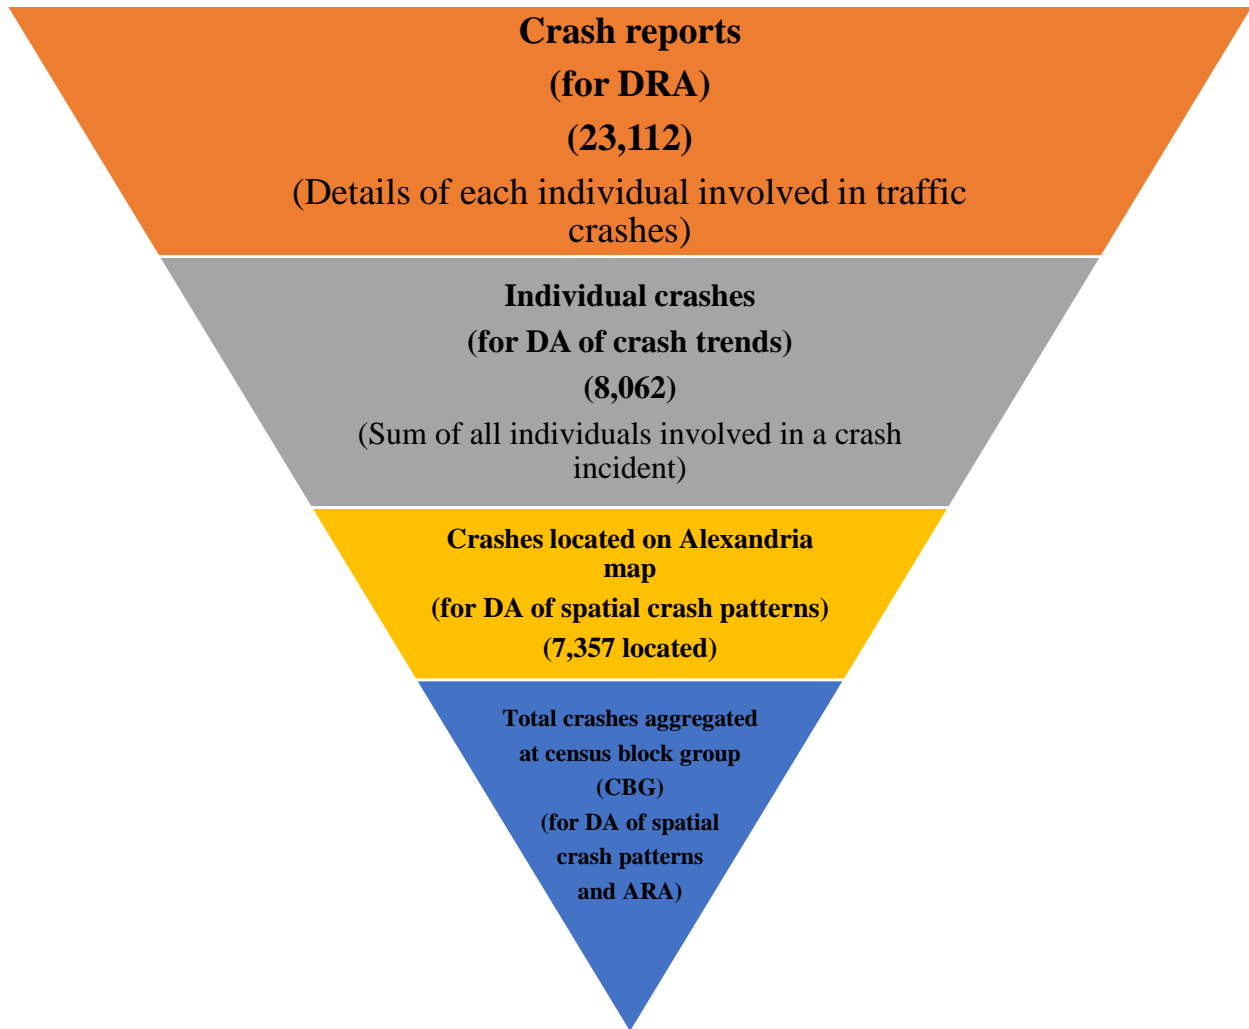 Crash reports
(for DRA)
(23,112)
(Details of each individual involved in traffic
crashes)
Individual crashes
(for DA of crash trends)
(8,062)
(Sum of all individuals involved in a crash
incident)
Crashes located on Alexandria
map
(for DA of spatial crash patterns)
(7,357 located)
Total crashes aggregated
at census block group
(CBG)
(for DA of spatial
crash patterns
and ARA)